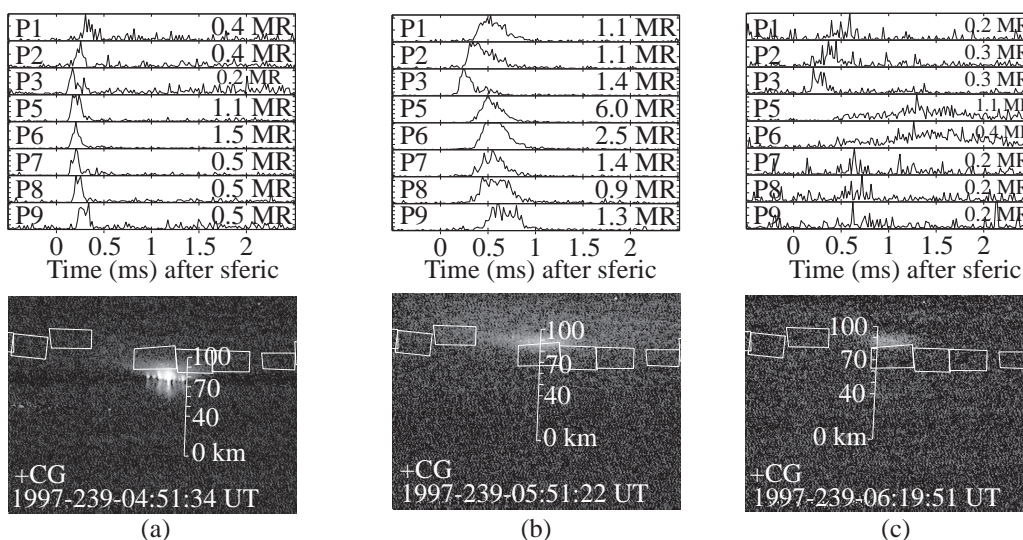 P1 0.4 MR
P2 0.4 MR
P3 0.2 MR
P5 1.1 MR
P6 1.5 MR
P7 0.5 MR
P8 0.5 MR
P9 0.5 MR
0 0.5 1 1.5 2
Time (ms) after sferic
100
70
40
0 km
+CG
1997-239-04:51:34 UT
(a)
P1 1.1 MR
P2 1.1 MR
P3 1.4 MR
P5 6.0 MR
P6 2.5 MR
P7 1.4 MR
P8 0.9 MR
P9 1.3 MR
0 0.5 1 1.5 2
Time (ms) after sferic
100
70
40
0 km
+CG
1997-239-05:51:22 UT
(b)
P1 0.2 MR
P2 0.3 MR
P3 0.3 MR
P5 1.1 MR
P6 0.4 MR
P7 0.2 MR
P8 0.2 MR
P9 0.2 MR
0 0.5 1 1.5 2
Time (ms) after sferic
100
70
40
0 km
+CG
1997-239-06:19:51 UT
(c)